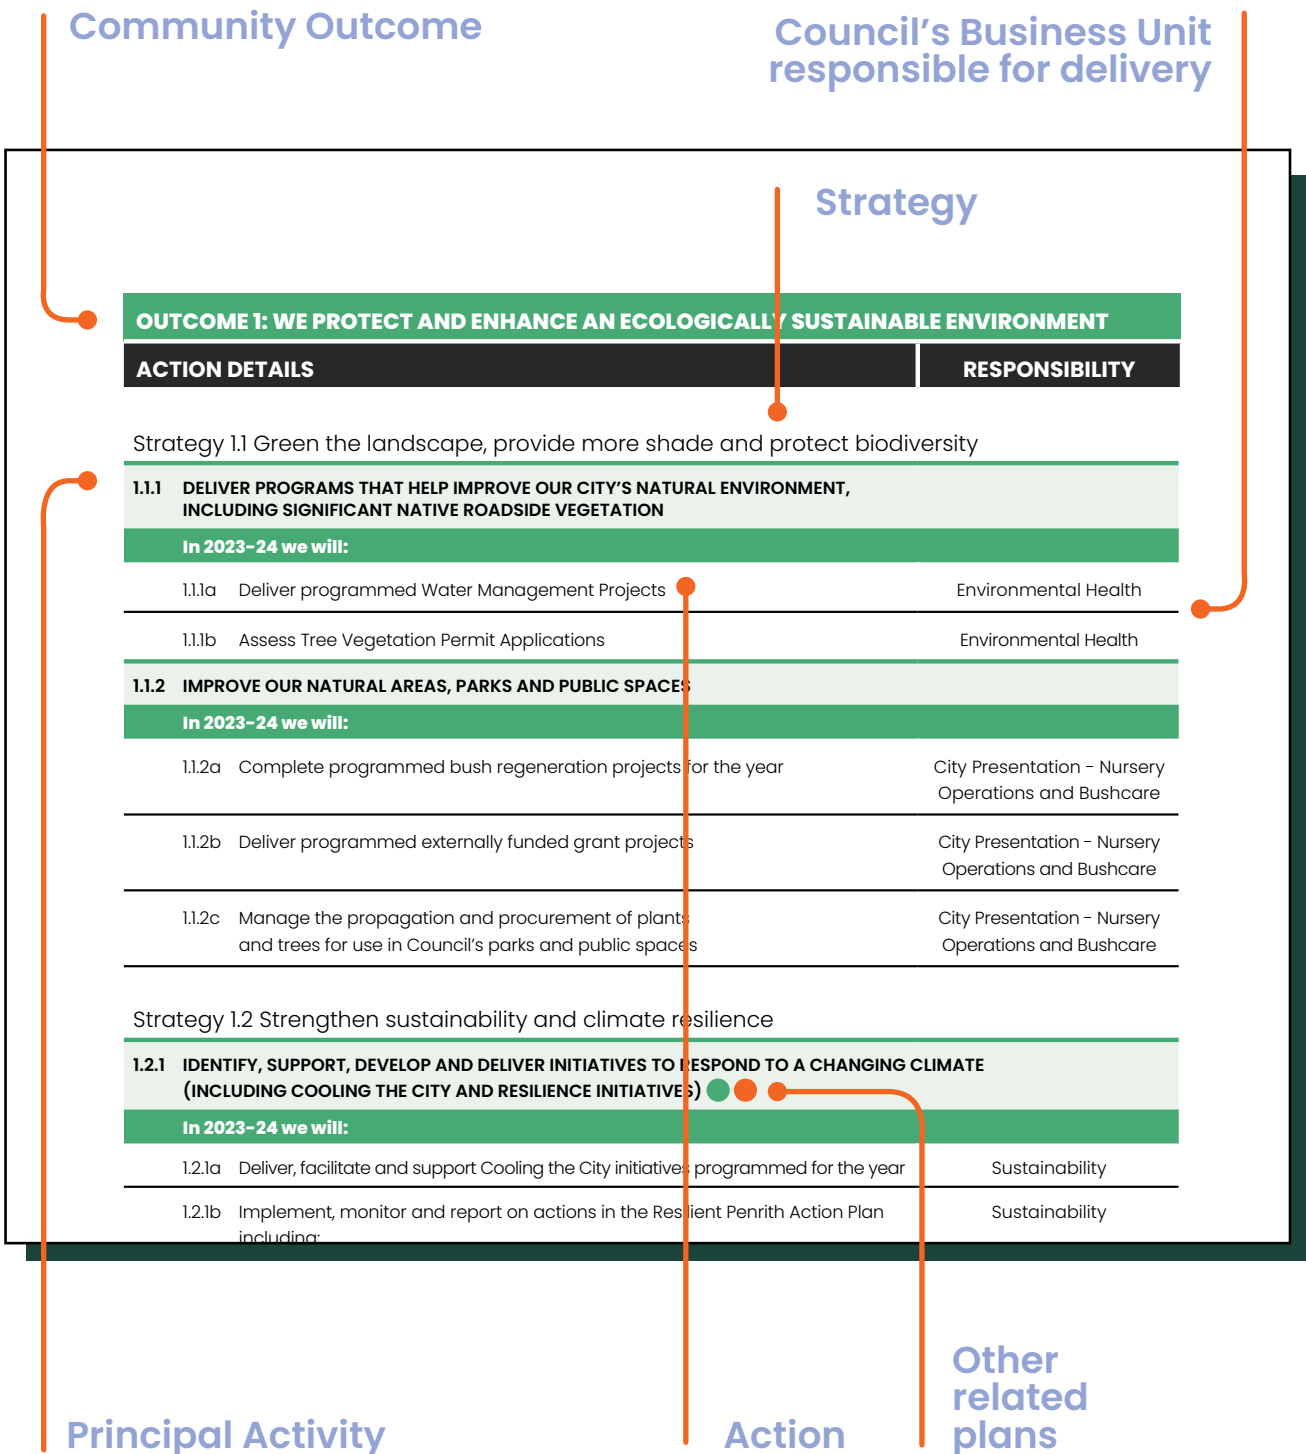 Community Outcome
Council’s Business Unit
responsible for delivery
Strategy
OUTCOME 1: WE PROTECT AND ENHANCE AN ECOLOGICALLY SUSTAINABLE ENVIRONMENT
ACTION DETAILS RESPONSIBILITY
Strategy 1.1 Green the landscape, provide more shade and protect biodiversity
1.1.1 DELIVER PROGRAMS THAT HELP IMPROVE OUR CITY’S NATURAL ENVIRONMENT,
INCLUDING SIGNIFICANT NATIVE ROADSIDE VEGETATION
In 2023-24 we will:
1.1.1a Deliver programmed Water Management Projects Environmental Health
1.1.1b Assess Tree Vegetation Permit Applications Environmental Health
1.1.2 IMPROVE OUR NATURAL AREAS, PARKS AND PUBLIC SPACES
In 2023-24 we will:
1.1.2a Complete programmed bush regeneration projects for the year City Presentation - Nursery
Operations and Bushcare
1.1.2b Deliver programmed externally funded grant projects City Presentation - Nursery
Operations and Bushcare
1.1.2c Manage the propagation and procurement of plants City Presentation - Nursery
and trees for use in Council’s parks and public spaces Operations and Bushcare
Strategy 1.2 Strengthen sustainability and climate resilience
1.2.1 IDENTIFY, SUPPORT, DEVELOP AND DELIVER INITIATIVES TO RESPOND TO A CHANGING CLIMATE
(INCLUDING COOLING THE CITY AND RESILIENCE INITIATIVES)
In 2023-24 we will:
1.2.1a Deliver, facilitate and support Cooling the City initiatives programmed for the year Sustainability
1.2.1b Implement, monitor and report on actions in the Resilient Penrith Action Plan Sustainability
including:
Other
related
plans
Principal Activity
Action